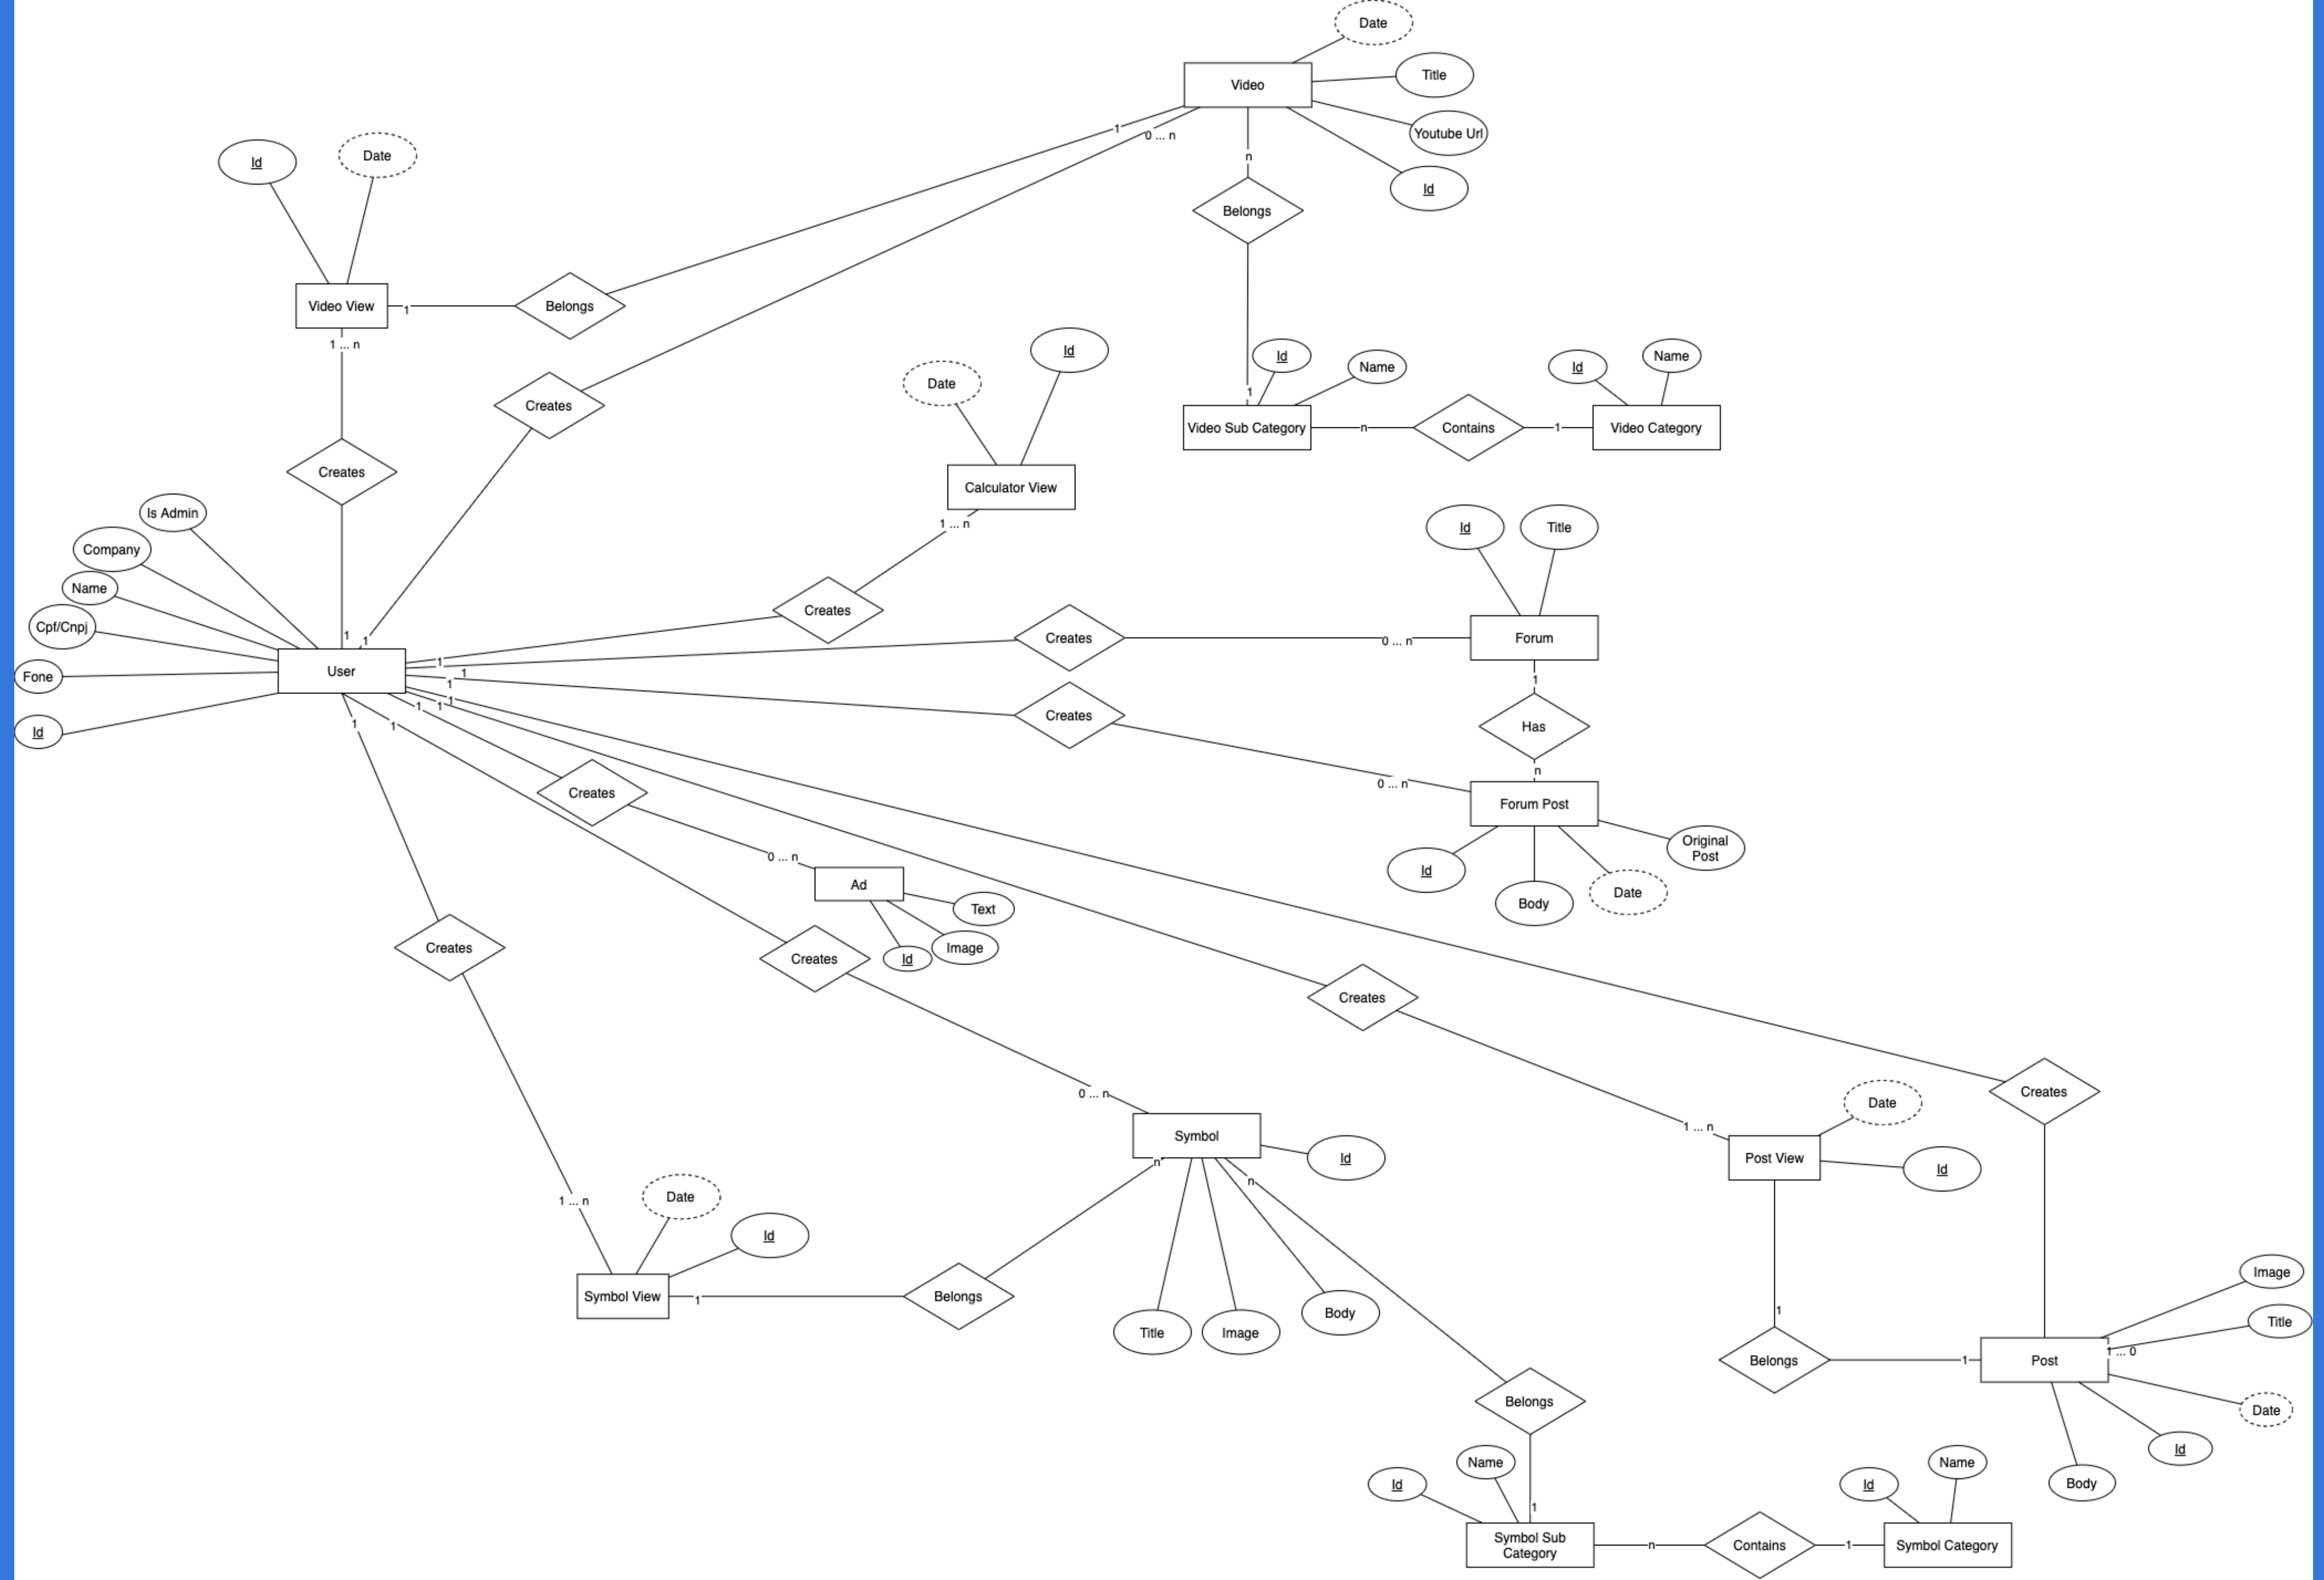 Date
Title
Video
Youtube Url
1
0 ... n
n
Id
Date
Id
Belongs
Video View
1
Belongs
1 ... n
Id
Date
Id
Name
Id
Name
Creates
1
Video Sub Category
n
Contains
1
Video Category
Creates
Calculator View
1 ... n
Is Admin
Company
Name
Cpf/Cnpj
Fone
Id
User
1
1
1
1
1
1
1
1
1
1
Creates
Id
Title
Creates
0 ... n
Forum
1
Has
n
Creates
0 ... n
Forum Post
Original
Post
Id
Body
Date
Creates
0 ... n
Ad
Text
Image
Id
Creates
Creates
Creates
0 ... n
Creates
Date
1 ... n
Post View
Id
Symbol
Id
n
n
1 ... n
Date
Id
Symbol View
1
Belongs
Title
Image
Body
1
Belongs
1
Post
1 ... 0
Image
Title
Date
Id
Body
Belongs
1
Id
Name
Symbol Sub
Category
n
Contains
1
Id
Name
Symbol Category